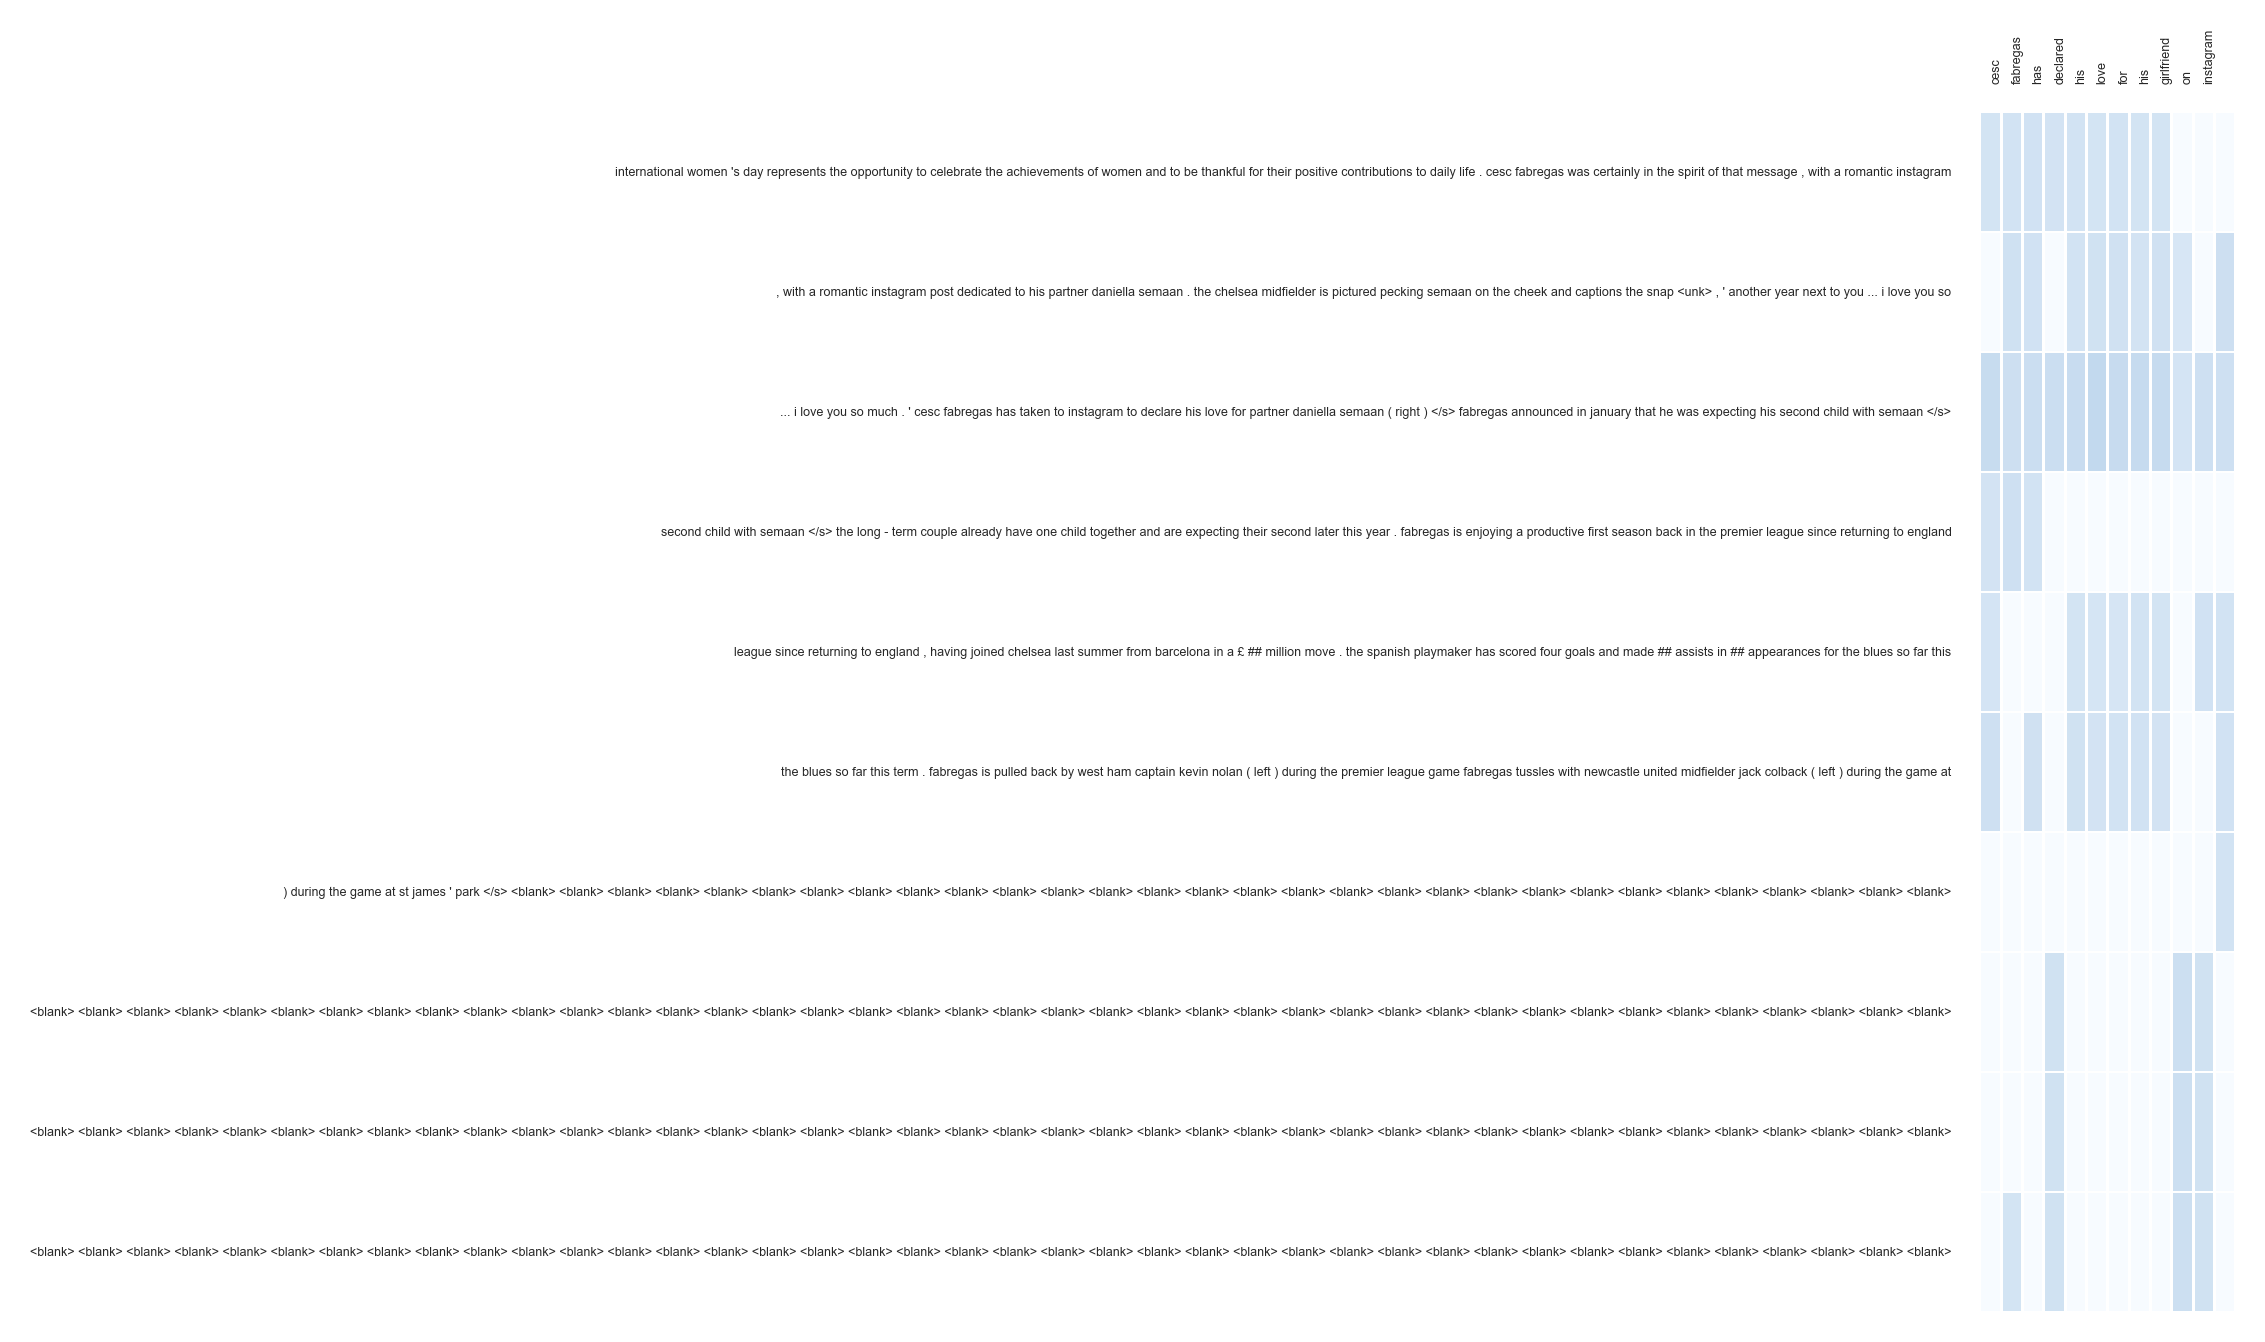 cesc
fabregas
has
declared
his
love
for
his
girlfriend
on
instagram
international women 's day represents the opportunity to celebrate the achievements of women and to be thankful for their positive contributions to daily life . cesc fabregas was certainly in the spirit of that message , with a romantic instagram
, with a romantic instagram post dedicated to his partner daniella semaan . the chelsea midfielder is pictured pecking semaan on the cheek and captions the snap <unk> , ' another year next to you ... i love you so
... i love you so much . ' cesc fabregas has taken to instagram to declare his love for partner daniella semaan ( right ) </s> fabregas announced in january that he was expecting his second child with semaan </s>
second child with semaan </s> the long - term couple already have one child together and are expecting their second later this year . fabregas is enjoying a productive first season back in the premier league since returning to england
league since returning to england , having joined chelsea last summer from barcelona in a £ ## million move . the spanish playmaker has scored four goals and made ## assists in ## appearances for the blues so far this
the blues so far this term . fabregas is pulled back by west ham captain kevin nolan ( left ) during the premier league game fabregas tussles with newcastle united midfielder jack colback ( left ) during the game at
) during the game at st james ' park </s> <blank> <blank> <blank> <blank> <blank> <blank> <blank> <blank> <blank> <blank> <blank> <blank> <blank> <blank> <blank> <blank> <blank> <blank> <blank> <blank> <blank> <blank> <blank> <blank> <blank> <blank> <blank> <blank> <blank> <blank>
<blank> <blank> <blank> <blank> <blank> <blank> <blank> <blank> <blank> <blank> <blank> <blank> <blank> <blank> <blank> <blank> <blank> <blank> <blank> <blank> <blank> <blank> <blank> <blank> <blank> <blank> <blank> <blank> <blank> <blank> <blank> <blank> <blank> <blank> <blank> <blank> <blank> <blank> <blank> <blank>
<blank> <blank> <blank> <blank> <blank> <blank> <blank> <blank> <blank> <blank> <blank> <blank> <blank> <blank> <blank> <blank> <blank> <blank> <blank> <blank> <blank> <blank> <blank> <blank> <blank> <blank> <blank> <blank> <blank> <blank> <blank> <blank> <blank> <blank> <blank> <blank> <blank> <blank> <blank> <blank>
<blank> <blank> <blank> <blank> <blank> <blank> <blank> <blank> <blank> <blank> <blank> <blank> <blank> <blank> <blank> <blank> <blank> <blank> <blank> <blank> <blank> <blank> <blank> <blank> <blank> <blank> <blank> <blank> <blank> <blank> <blank> <blank> <blank> <blank> <blank> <blank> <blank> <blank> <blank> <blank>